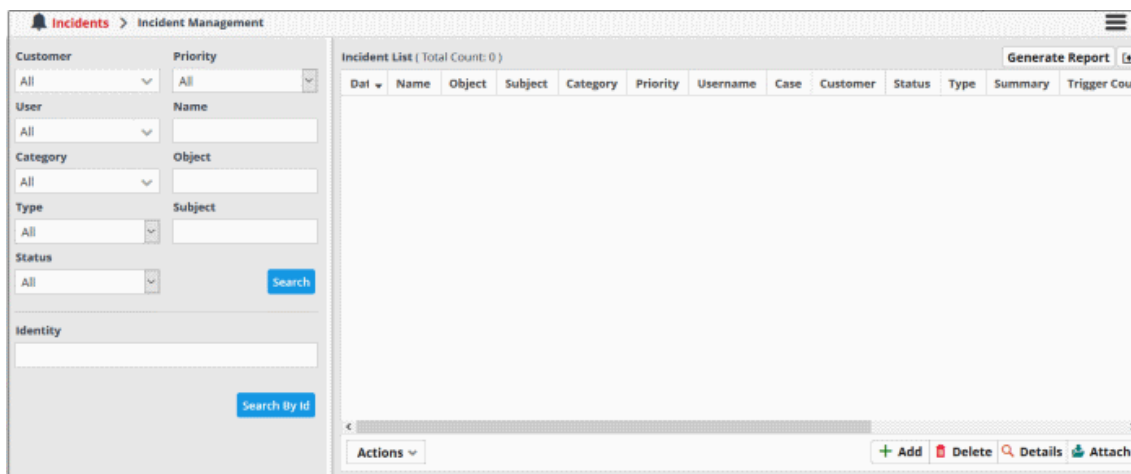 Incidents > Incident Management
Customer Priority
All All
User Name
All
Category Object
All
Type Subject
All
Status
All Search
Identity
Search By Id
Incident List ( Total Count: 0 ) Generate Report
Name Object Subject Category Priority Username Case Customer Status Type Summary Trigger
Actions Add Delete Details Attach